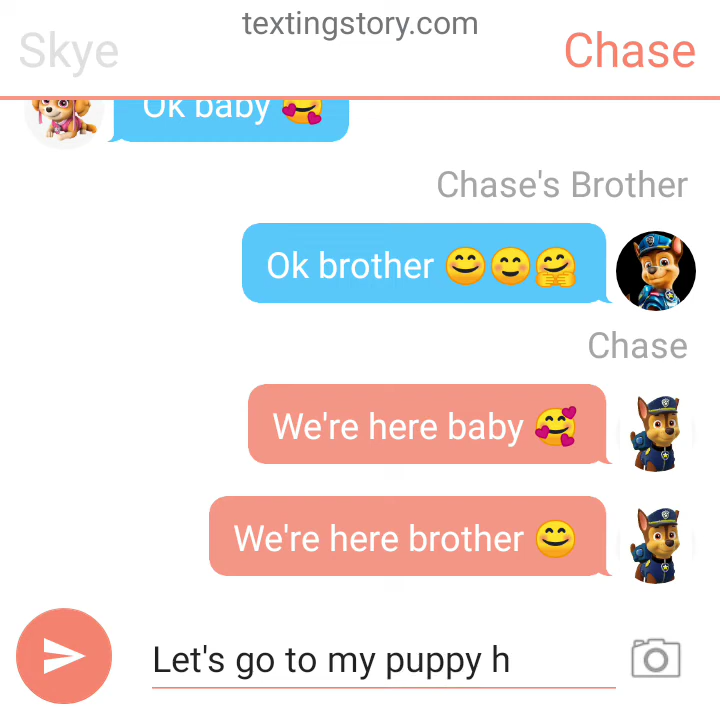 textingstory.com
Skye
Chase
Ok baby 🥰
Chase's Brother
Ok brother 😊😊🤗
Chase
We're here baby 🥰
We're here brother 😊
Let's go to my puppy h